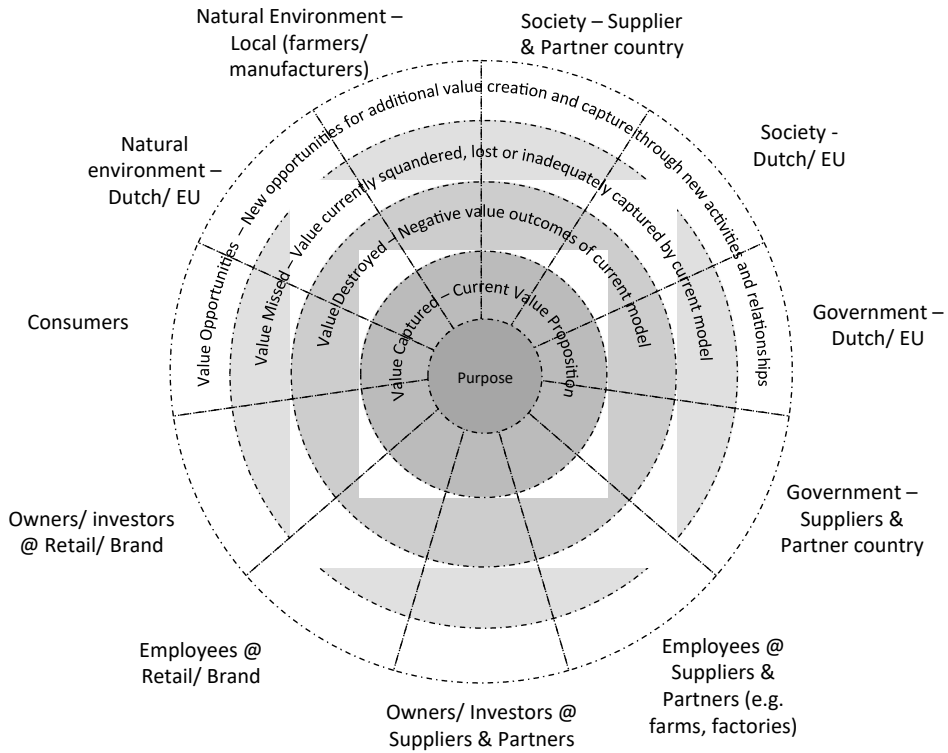 Natural Environment –
Local (farmers/
manufacturers)
Society – Supplier
& Partner country
Society -
Dutch/ EU
Natural
environment –
Dutch/ EU
Consumers
Government –
Dutch/ EU
Value Opportunities – New opportunities for additional value creation and capture through new activities and relationships
Value Missed – Value currently squandered, lost or inadequately captured by current model
Value Destroyed – Negative value outcomes of current model
Value Captured – Current Value Proposition
Purpose
Owners/ investors
@ Retail/ Brand
Government –
Suppliers &
Partner country
Employees @
Retail/ Brand
Owners/ Investors @
Suppliers & Partners
Employees @
Suppliers &
Partners (e.g.
farms, factories)